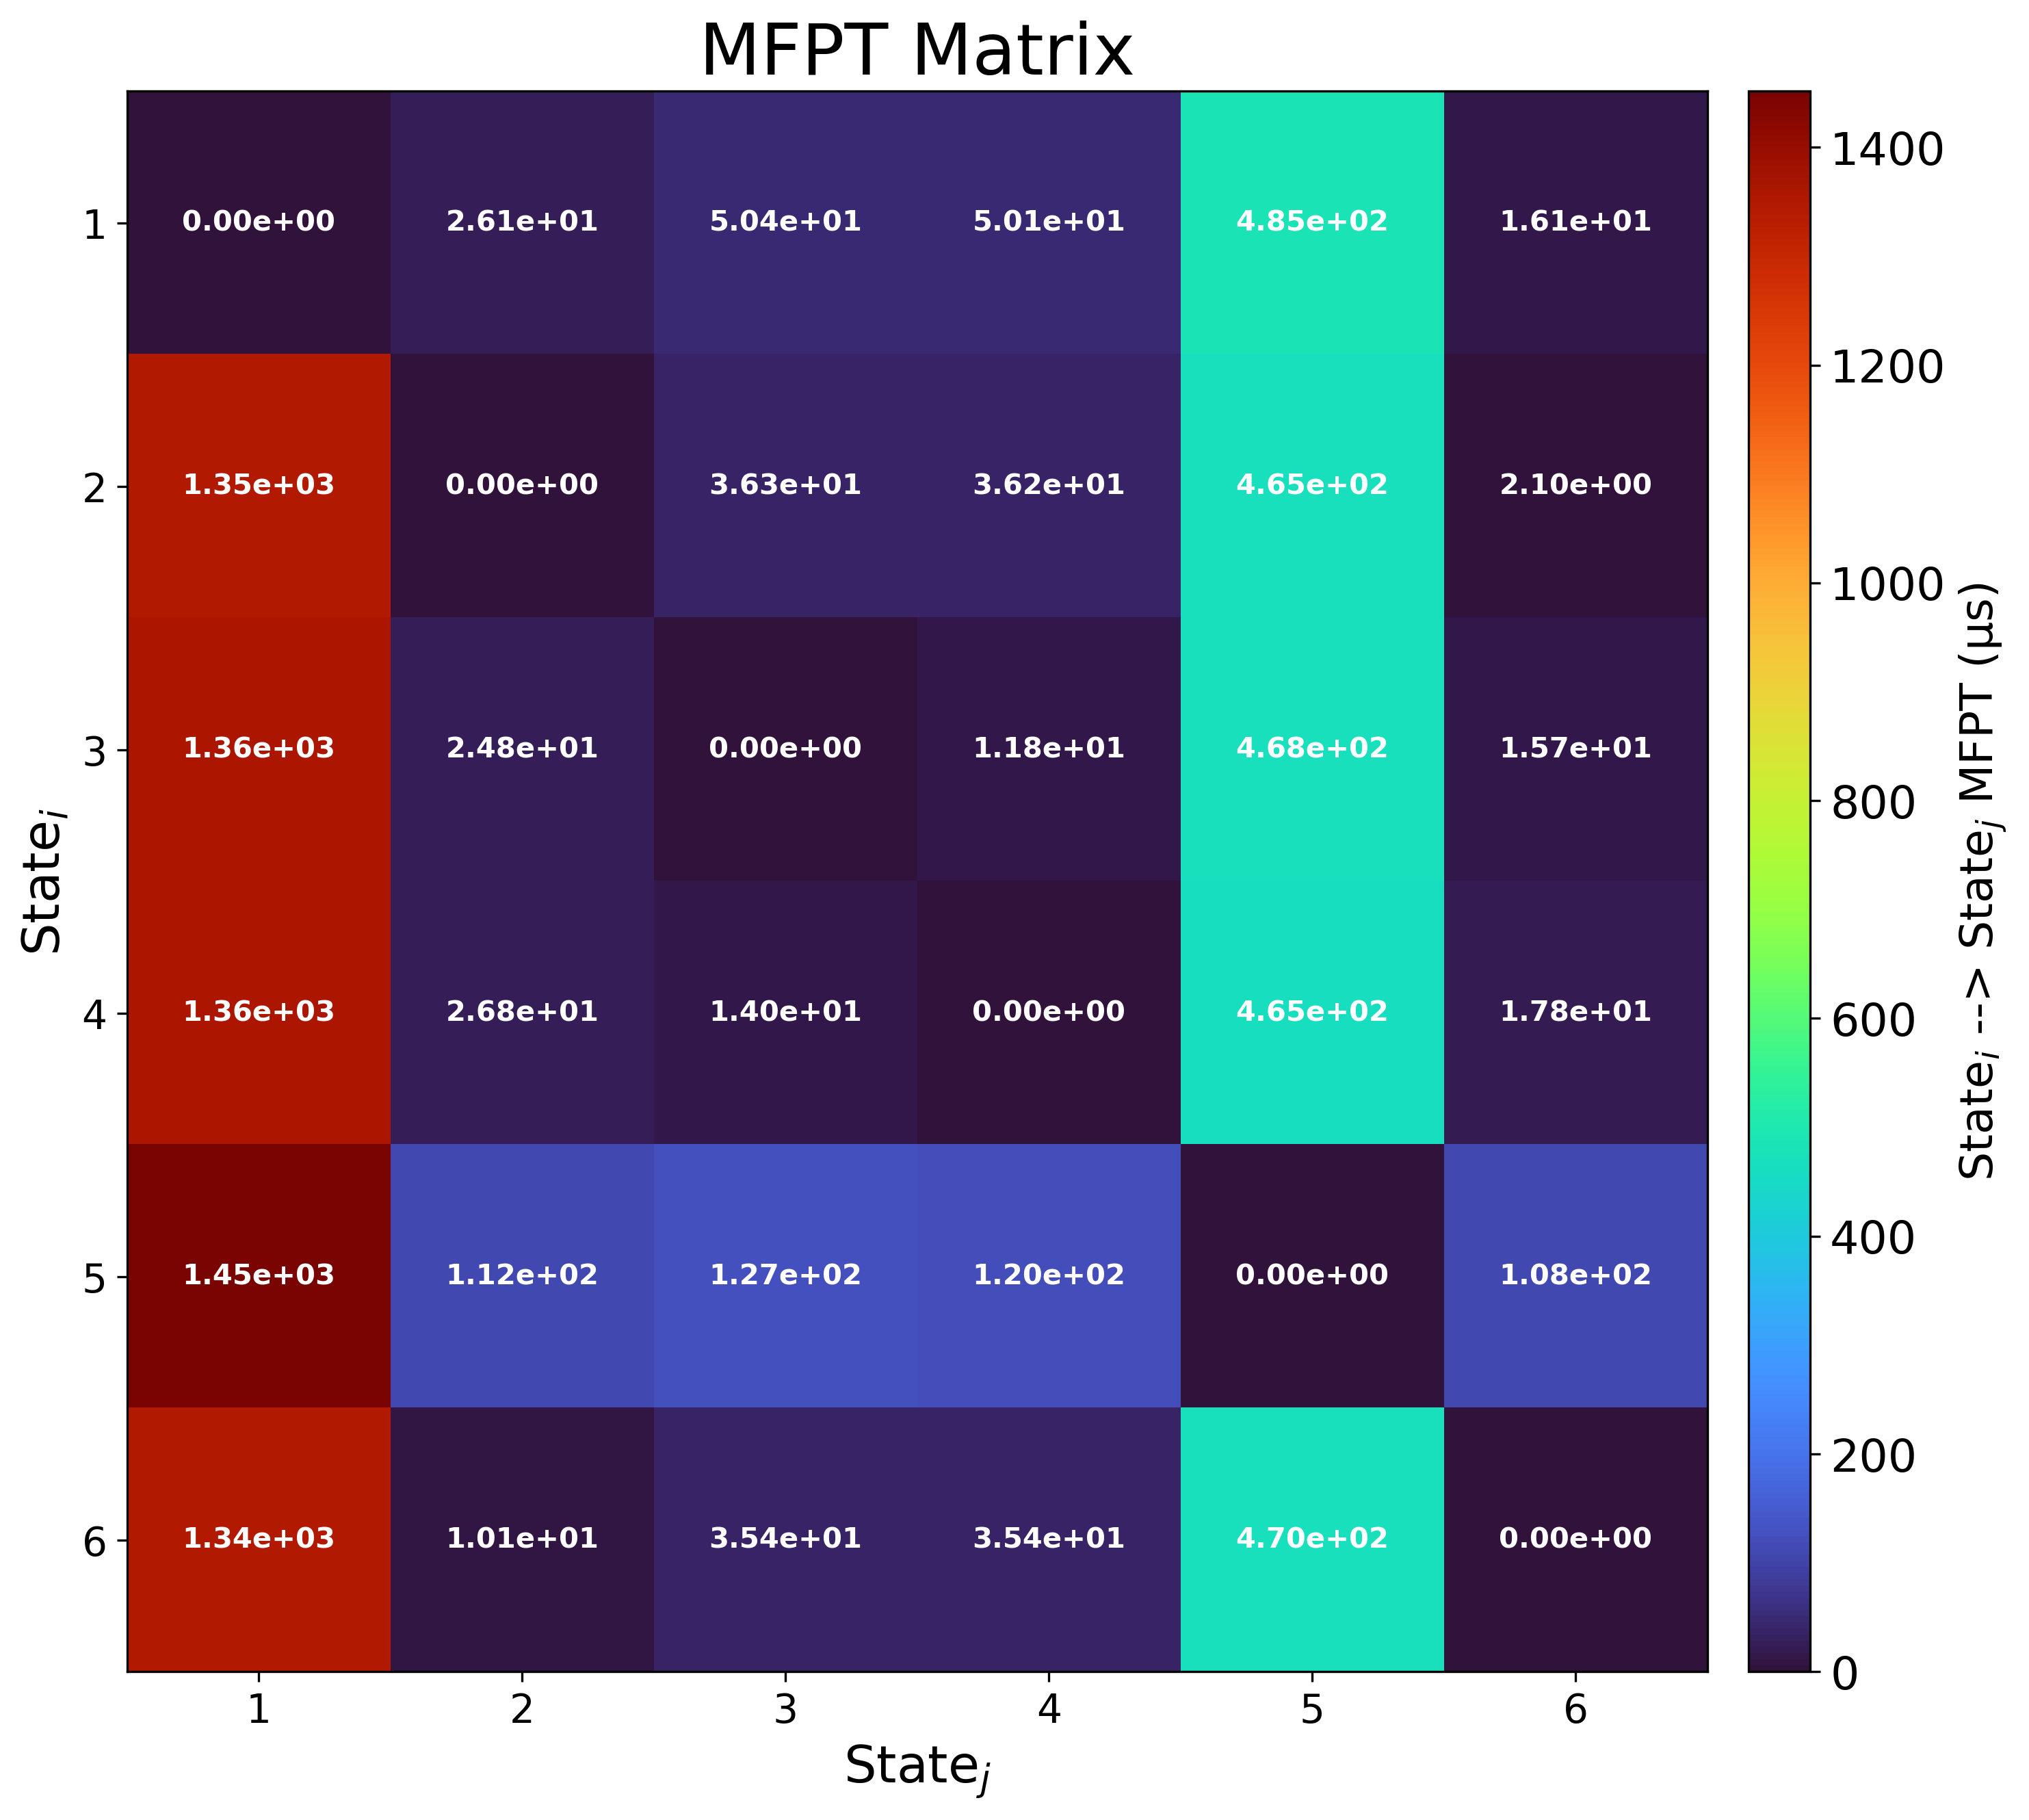 MFPT Matrix
1 0.00e+00 2.61e+01 5.04e+01 5.01e+01 4.85e+02 1.61e+01
2 1.35e+03 0.00e+00 3.63e+01 3.62e+01 4.65e+02 2.10e+00
3 1.36e+03 2.48e+01 0.00e+00 1.18e+01 4.68e+02 1.57e+01
4 1.36e+03 2.68e+01 1.40e+01 0.00e+00 4.65e+02 1.78e+01
5 1.45e+03 1.12e+02 1.27e+02 1.20e+02 0.00e+00 1.08e+02
6 1.34e+03 1.01e+01 3.54e+01 3.54e+01 4.70e+02 0.00e+00
1 2 3 4 5 6
State_j
State_i
1400
1200
1000
800
600
400
200
0
State_i --> State_j MFPT (µs)